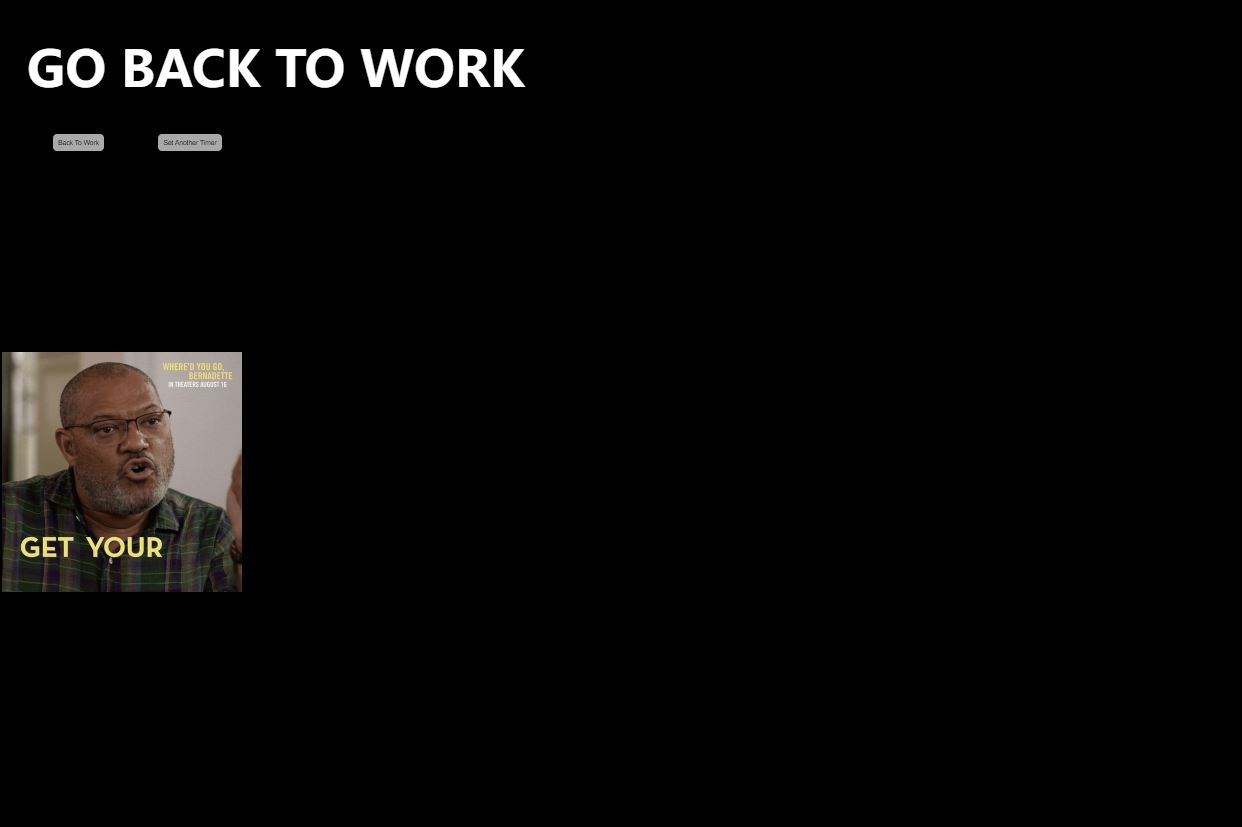 GO BACK TO WORK
Back To Work
Set Another Timer
WHERE'D YOU GO,
BERNADETTE
IN THEATERS AUGUST 16
GET YOUR